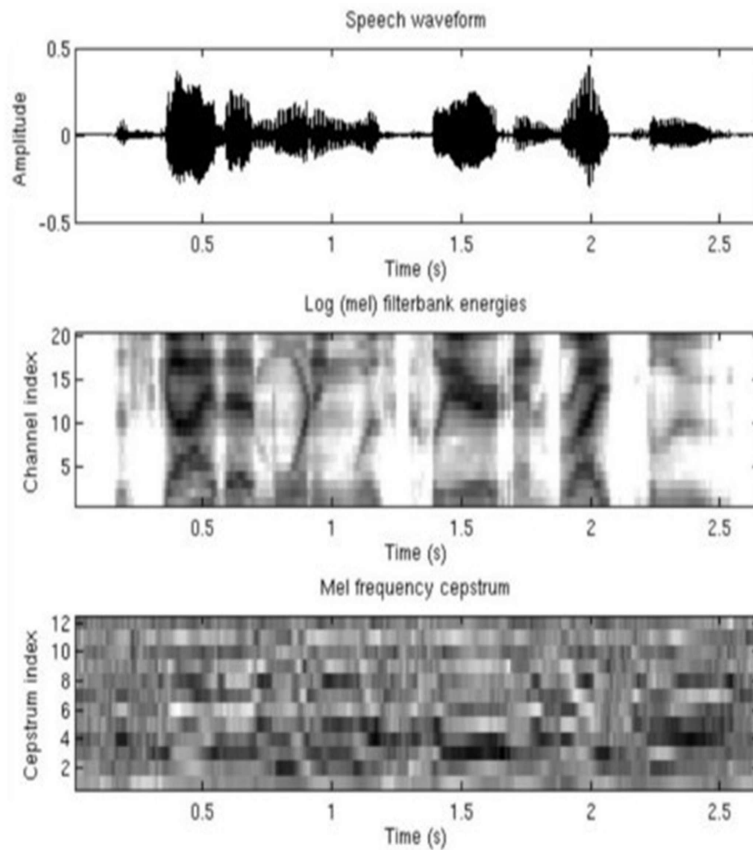 Speech waveform
0.5
0
-0.5
Amplitude
0.5 1 1.5 2 2.5
Time (s)
Log (mel) filterbank energies
20
15
10
5
Channel index
0.5 1 1.5 2 2.5
Time (s)
Mel frequency cepstrum
12
10
8
6
4
2
Cepstrum index
0.5 1 1.5 2 2.5
Time (s)